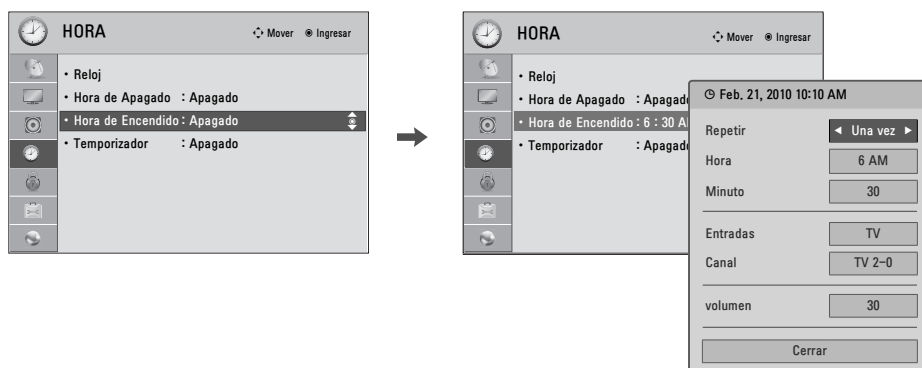 HORA
Mover Ingresar
• Reloj
• Hora de Apagado : Apagado
• Hora de Encendido : Apagado
• Temporizador : Apagado
HORA
Mover Ingresar
• Reloj
• Hora de Apagado : Apagad
• Hora de Encendido : 6 : 30 A
• Temporizador : Apagad
Feb. 21, 2010 10:10 AM
Repetir ◄ Una vez ►
Hora 6 AM
Minuto 30
Entradas TV
Canal TV 2-0
volumen 30
Cerrar